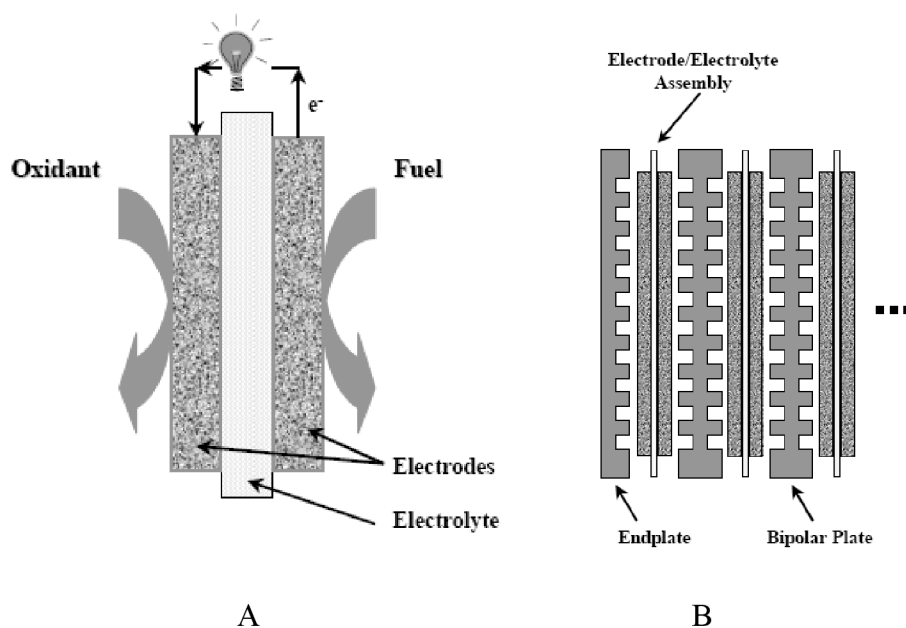 e-
Oxidant
Fuel
Electrodes
Electrolyte
A
Electrode/Electrolyte
Assembly
Endplate
Bipolar Plate
B